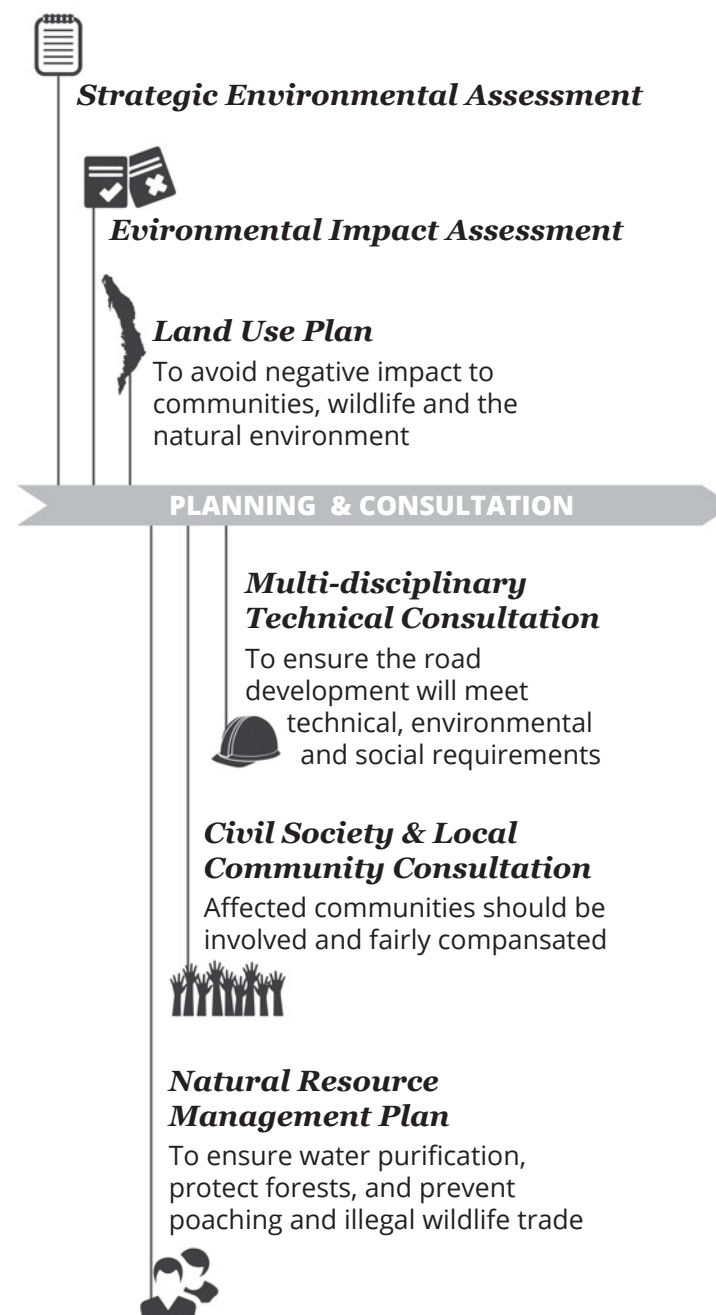 Strategic Environmental Assessment
Evironmental Impact Assessment
Land Use Plan
To avoid negative impact to
communities, wildlife and the
natural environment
PLANNING & CONSULTATION
Multi-disciplinary
Technical Consultation
To ensure the road
development will meet
technical, environmental
and social requirements
Civil Society & Local
Community Consultation
Affected communities should be
involved and fairly compansated
Natural Resource
Management Plan
To ensure water purification,
protect forests, and prevent
poaching and illegal wildlife trade